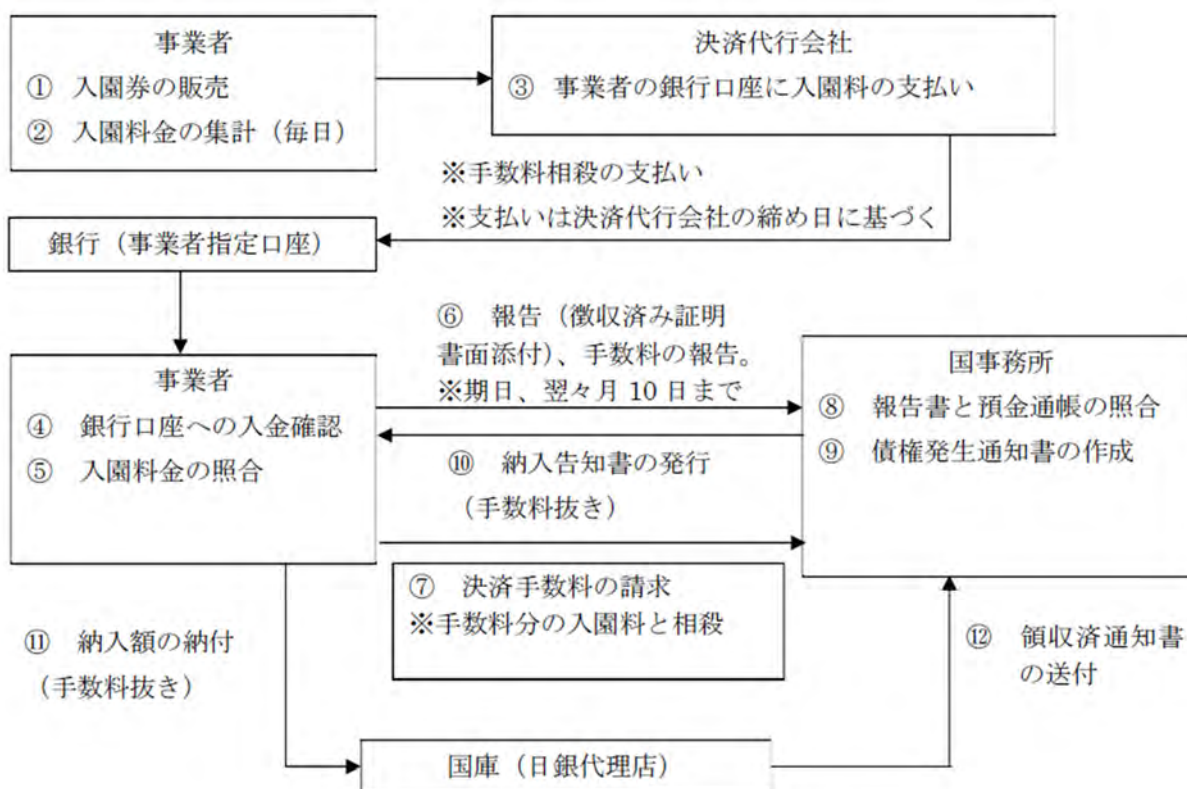 事業者
① 入園券の販売
② 入園料金の集計（毎日）
決済代行会社
③ 事業者の銀行口座に入園料の支払い
※手数料相殺の支払い
※支払いは決済代行会社の締め日に基づく
銀行（事業者指定口座）
⑥ 報告（徴収済み証明
書面添付）、手数料の報告。
※期日、翌々月 10 日まで
事業者
④ 銀行口座への入金確認
⑤ 入園料金の照合
国事務所
⑧ 報告書と預金通帳の照合
⑨ 債権発生通知書の作成
⑩ 納入告知書の発行
（手数料抜き）
⑦ 決済手数料の請求
※手数料分の入園料と相殺
⑪ 納入額の納付
（手数料抜き）
⑫ 領収済通知書
の送付
国庫（日銀代理店）